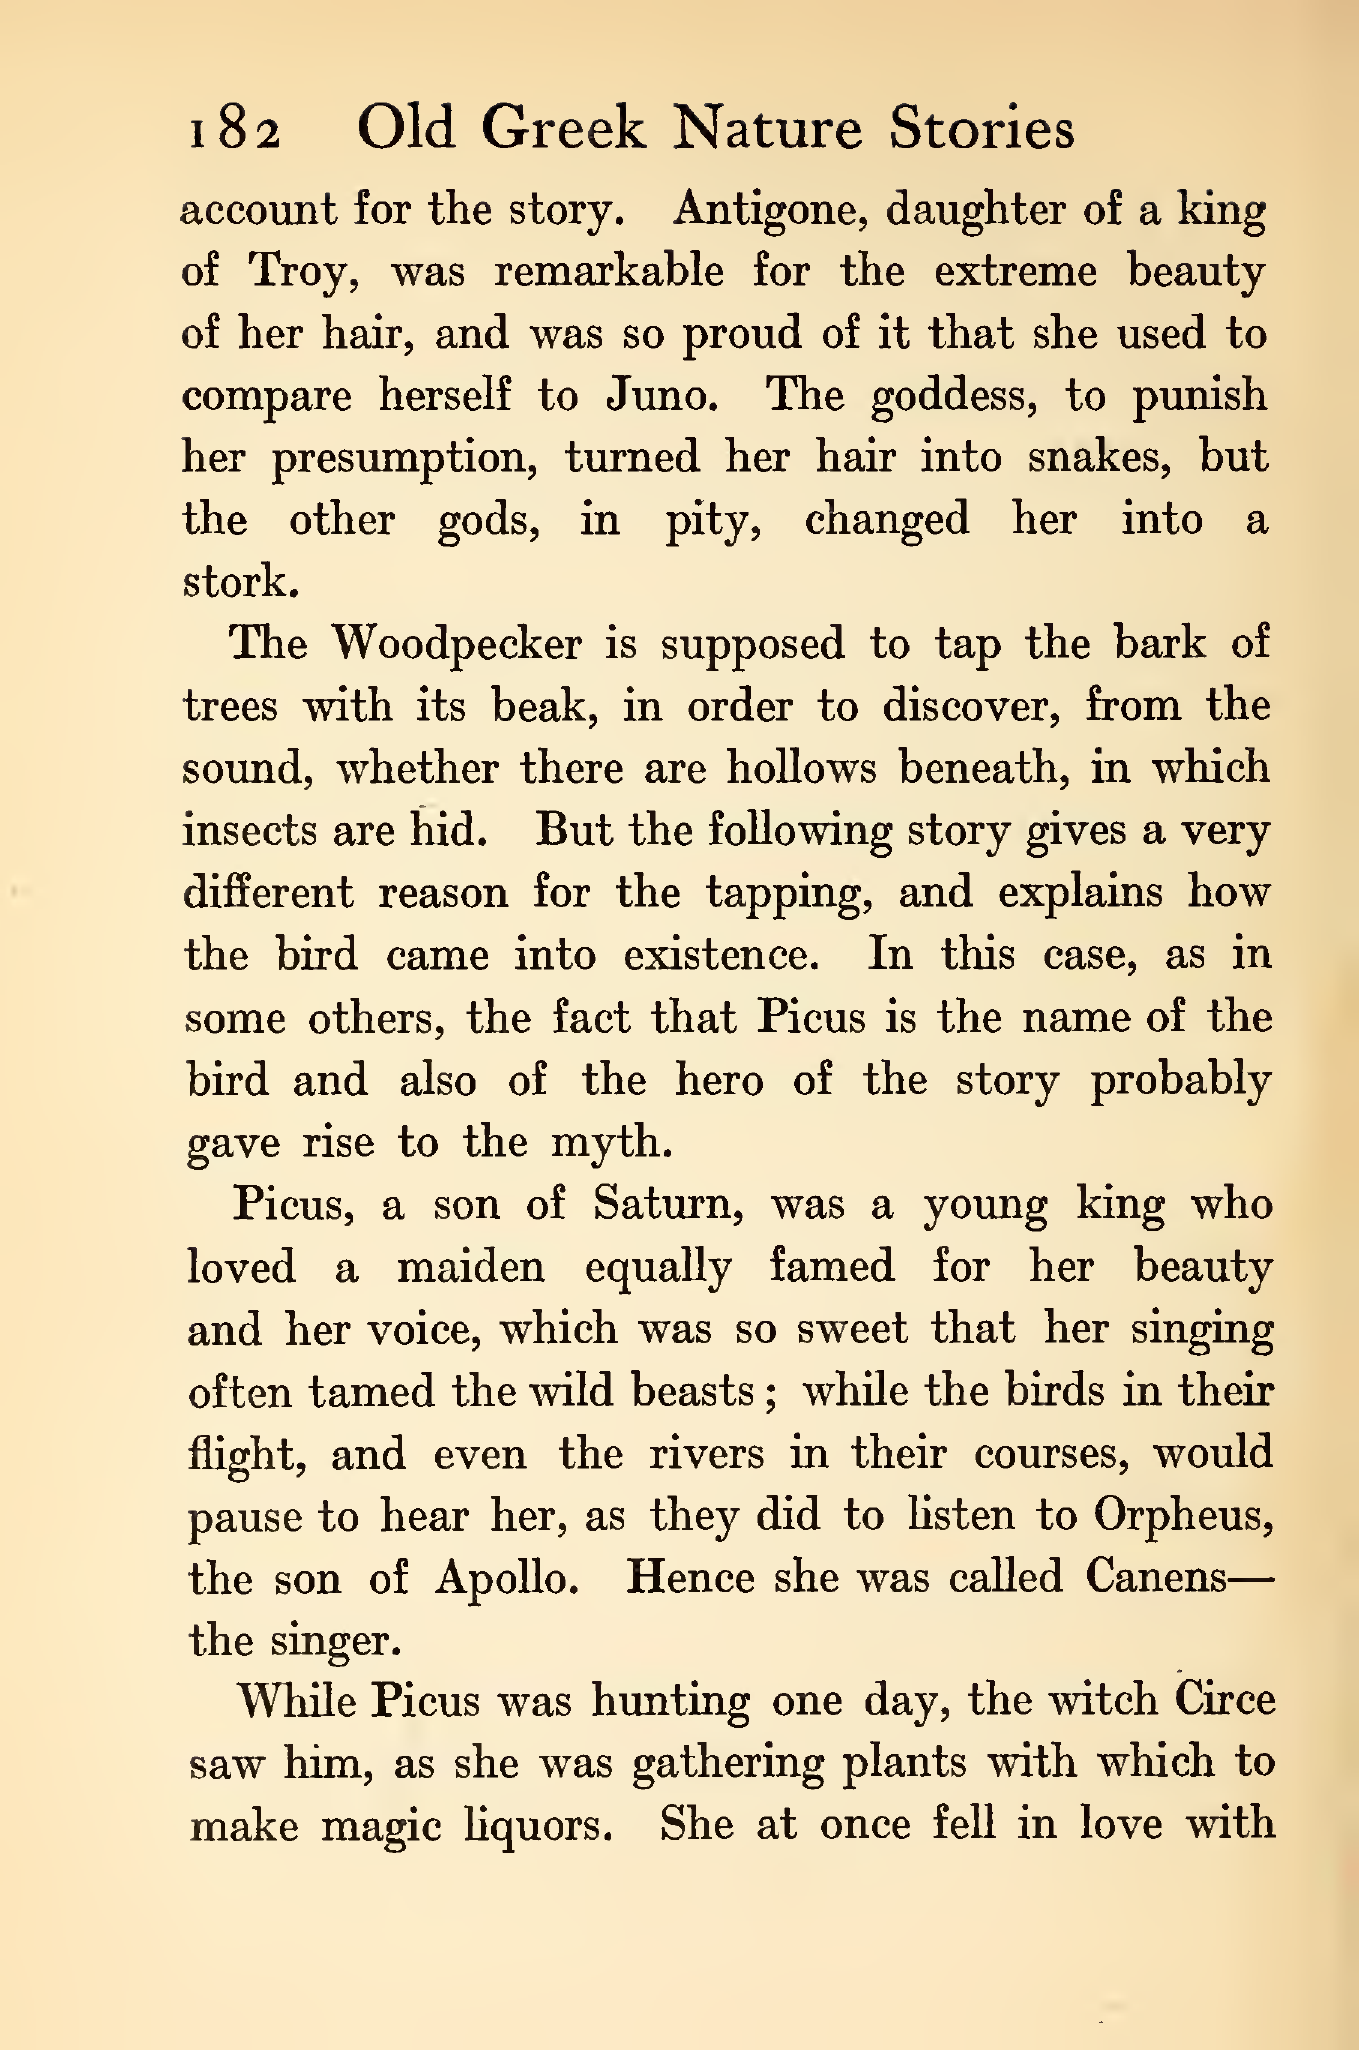 182 Old Greek Nature Stories
account for the story. Antigone, daughter of a king
of Troy, was remarkable for the extreme beauty
of her hair, and was so proud of it that she used to
compare herself to Juno. The goddess, to punish
her presumption, turned her hair into snakes, but
the other gods, in pity, changed her into a
stork.
The Woodpecker is supposed to tap the bark of
trees with its beak, in order to discover, from the
sound, whether there are hollows beneath, in which
insects are hid. But the following story gives a very
different reason for the tapping, and explains how
the bird came into existence. In this case, as in
some others, the fact that Picus is the name of the
bird and also of the hero of the story probably
gave rise to the myth.
Picus, a son of Saturn, was a young king who
loved a maiden equally famed for her beauty
and her voice, which was so sweet that her singing
often tamed the wild beasts; while the birds in their
flight, and even the rivers in their courses, would
pause to hear her, as they did to listen to Orpheus,
the son of Apollo. Hence she was called Canens—
the singer.
While Picus was hunting one day, the witch Circe
saw him, as she was gathering plants with which to
make magic liquors. She at once fell in love with